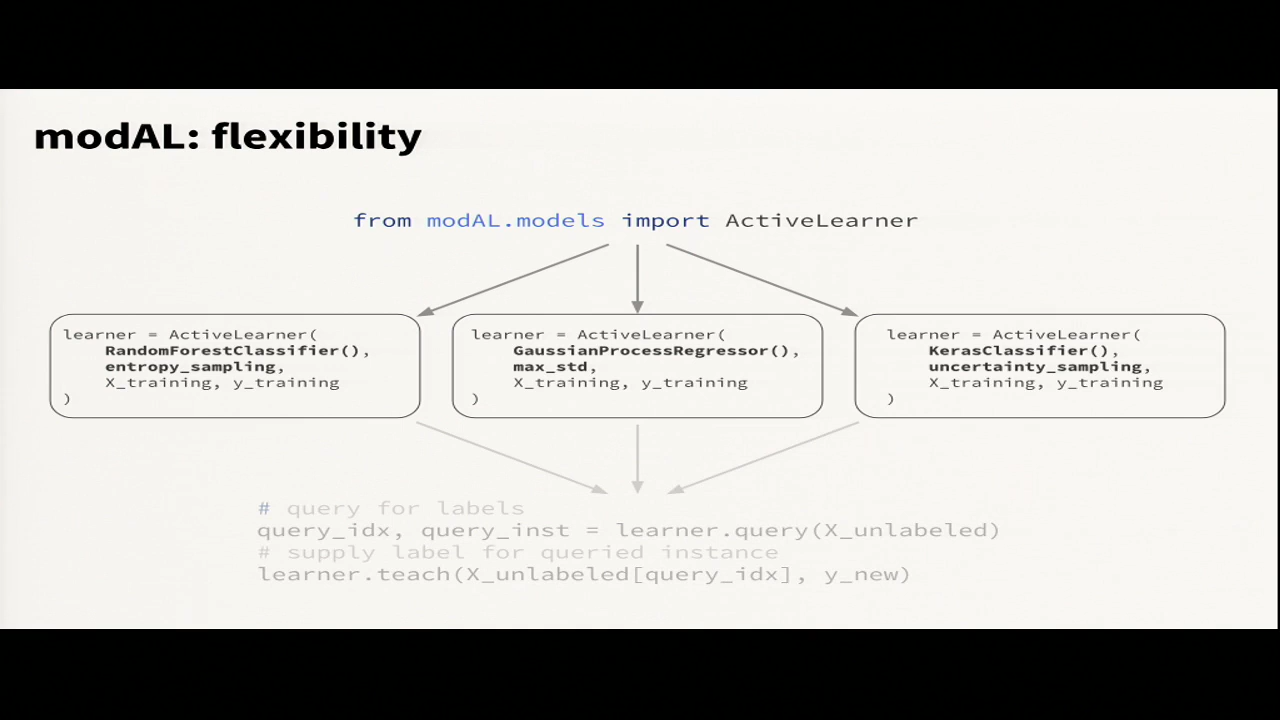 modAL: flexibility
from modAL.models import ActiveLearner
learner = ActiveLearner(
RandomForestClassifier(),
entropy_sampling,
X_training, y_training
)
learner = ActiveLearner(
GaussianProcessRegressor(),
max_std,
X_training, y_training
)
learner = ActiveLearner(
KerasClassifier(),
uncertainty_sampling,
X_training, y_training
)
# query for labels
query_idx, query_inst = learner.query(X_unlabeled)
# supply label for queried instance
learner.teach(X_unlabeled[query_idx], y_new)